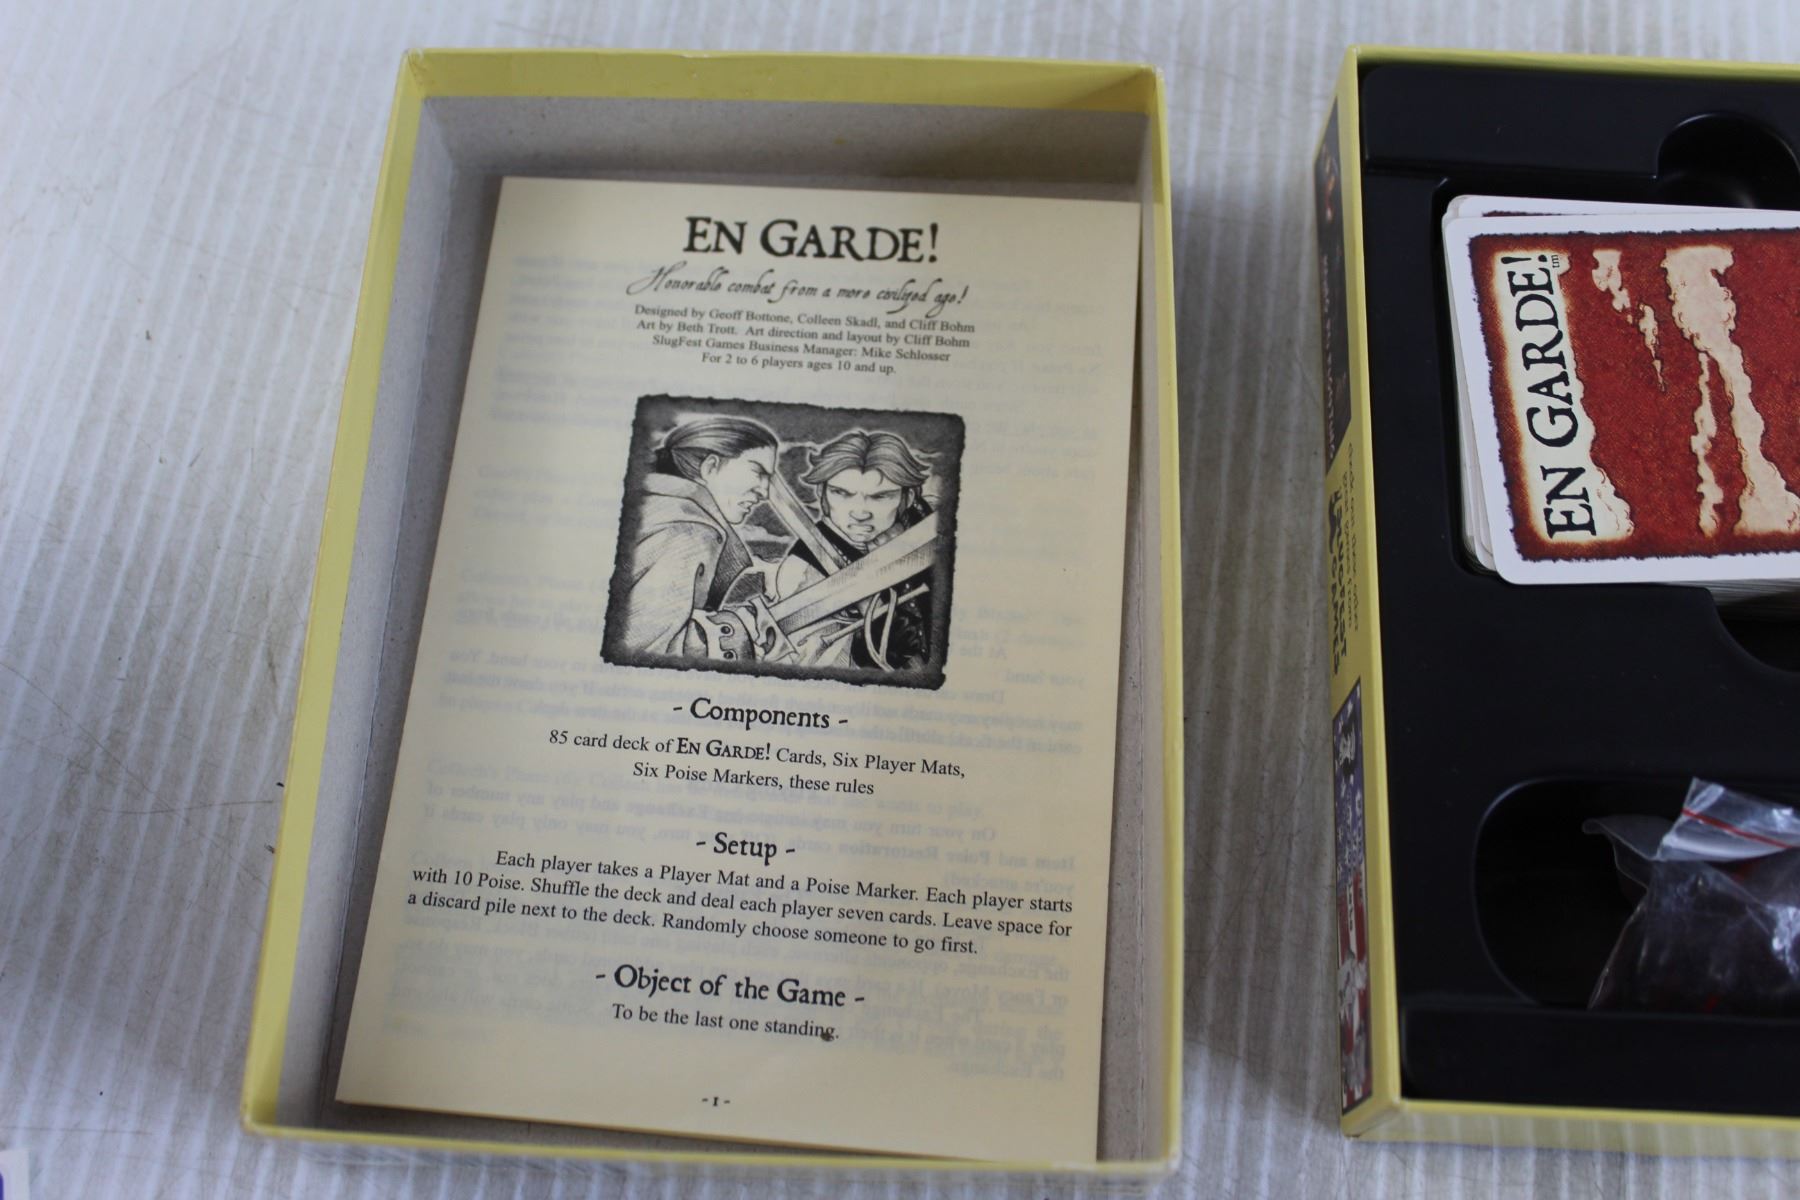 EN GARDE!
Honorable combat from a more civilized age!
Designed by Geoff Bottone, Colleen Skadl, and Cliff Bohm
Art by Beth Trott. Art direction and layout by Cliff Bohm
SlugFest Games Business Manager: Mike Schlosser
For 2 to 6 players ages 10 and up.
- Components -
85 card deck of EN GARDE! Cards, Six Player Mats,
Six Poise Markers, these rules
- Setup -
Each player takes a Player Mat and a Poise Marker. Each player starts
with 10 Poise. Shuffle the deck and deal each player seven cards. Leave space for
a discard pile next to the deck. Randomly choose someone to go first.
- Object of the Game -
To be the last one standing.
- 1 -
EN GARDE! tm